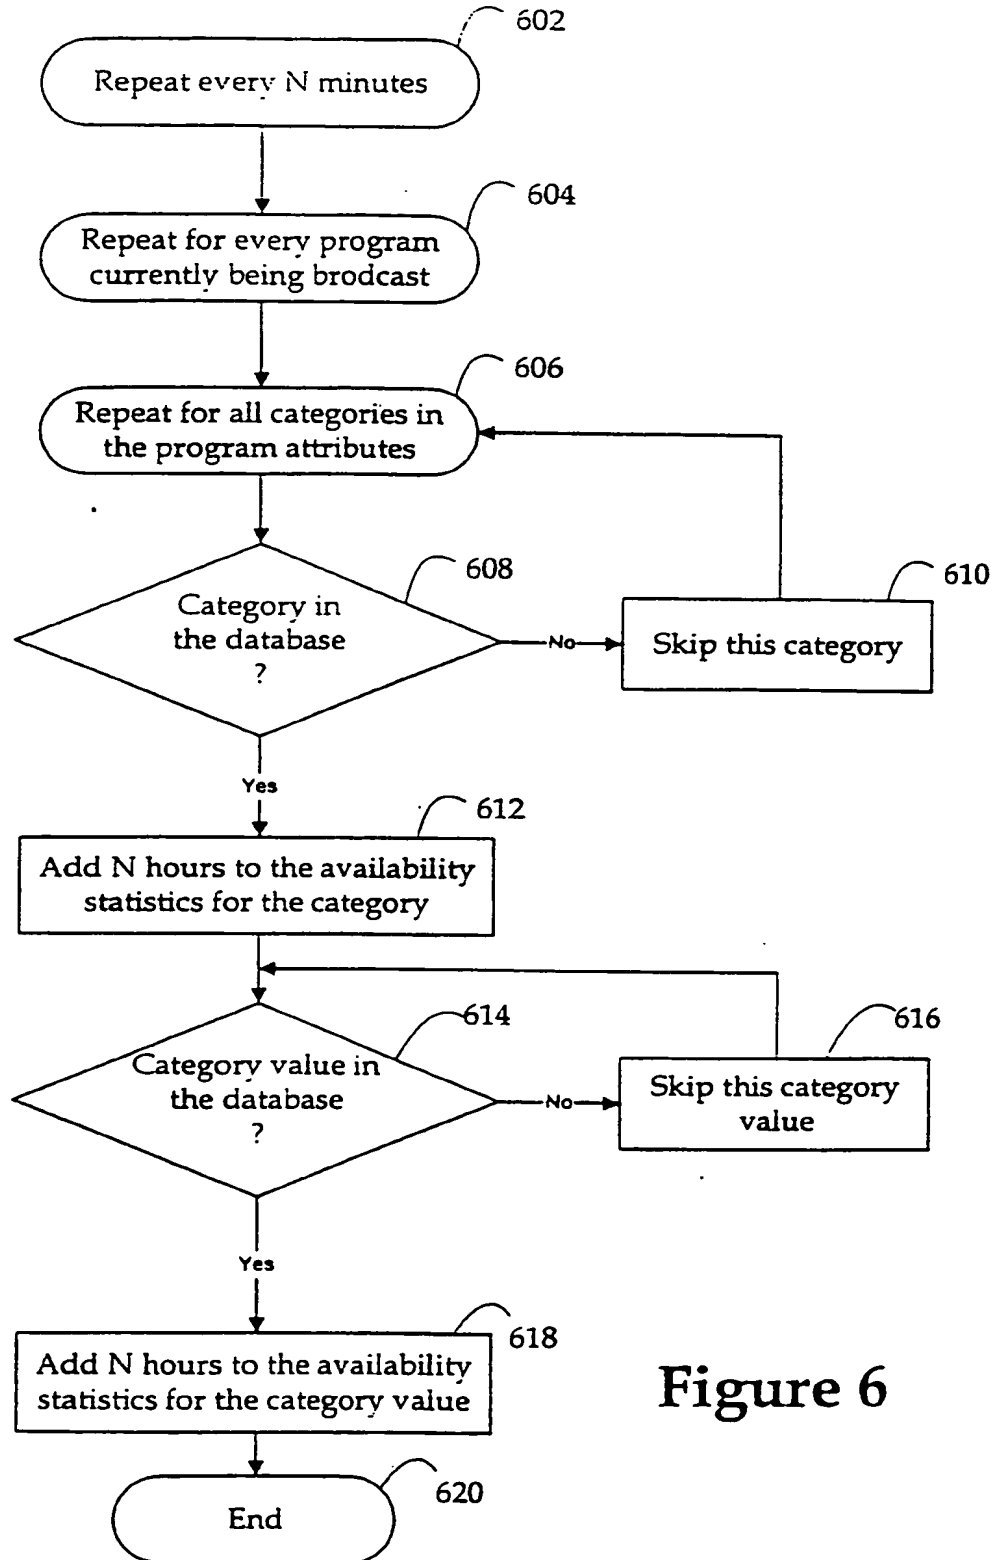 602
Repeat every N minutes
604
Repeat for every program
currently being brodcast
606
Repeat for all categories in
the program attributes
608
Category in
the database
?
No
610
Skip this category
Yes
612
Add N hours to the availability
statistics for the category
614
Category value in
the database
?
No
616
Skip this category
value
Yes
618
Add N hours to the availability
statistics for the category value
Figure 6
620
End